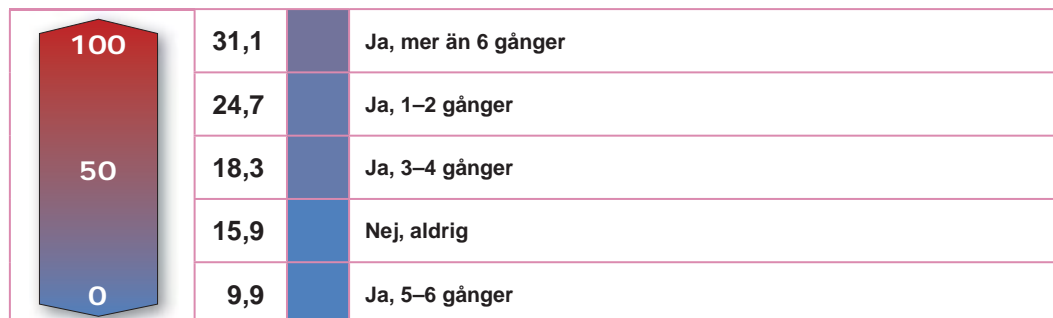 100
50
0
31,1 Ja, mer än 6 gånger
24,7 Ja, 1–2 gånger
18,3 Ja, 3–4 gånger
15,9 Nej, aldrig
9,9 Ja, 5–6 gånger